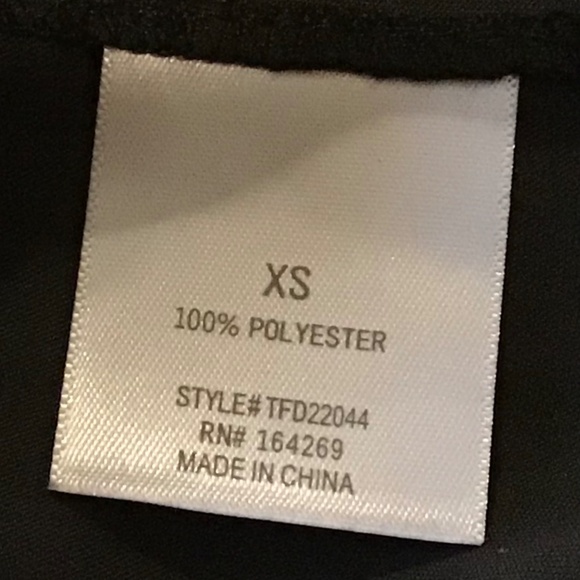 XS
100% POLYESTER
STYLE# TFD22044
RN# 164269
MADE IN CHINA